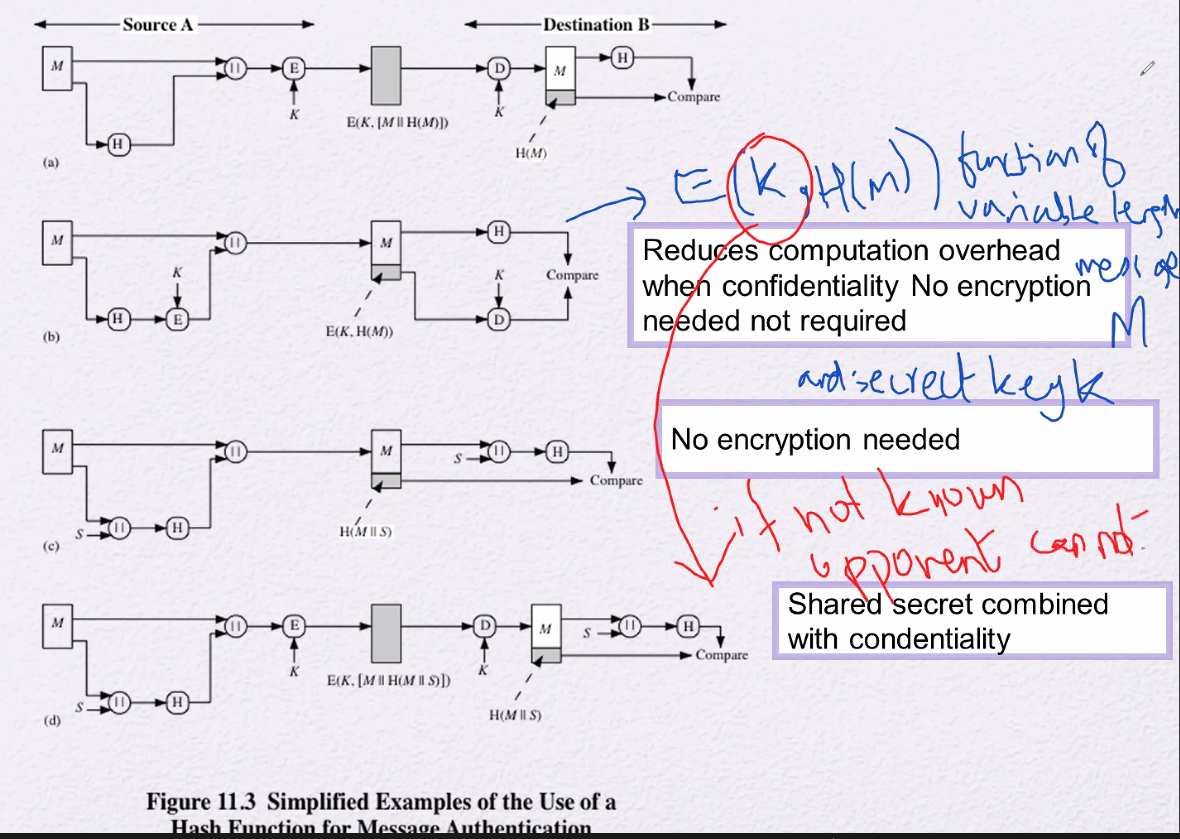 Source A
Destination B
M
||
E
K
E(K, [M || H(M)])
D
K
M
H
Compare
H
H(M)
(a)
E(K, H(M)) function of
variable length
message
M
and secrect key k
M
||
K
H
E
M
E(K, H(M))
H
K
D
Compare
(b)
Reduces computation overhead
when confidentiality No encryption
needed not required
No encryption needed
if not known
opponent cannot
M
||
S
||
H
M
H(M || S)
S
||
H
Compare
(c)
Shared secret combined
with condentiality
M
||
E
K
S
||
H
E(K, [M || H(M || S)])
D
K
M
S
||
H
Compare
H(M || S)
(d)
Figure 11.3 Simplified Examples of the Use of a
Hash Function for Message Authentication